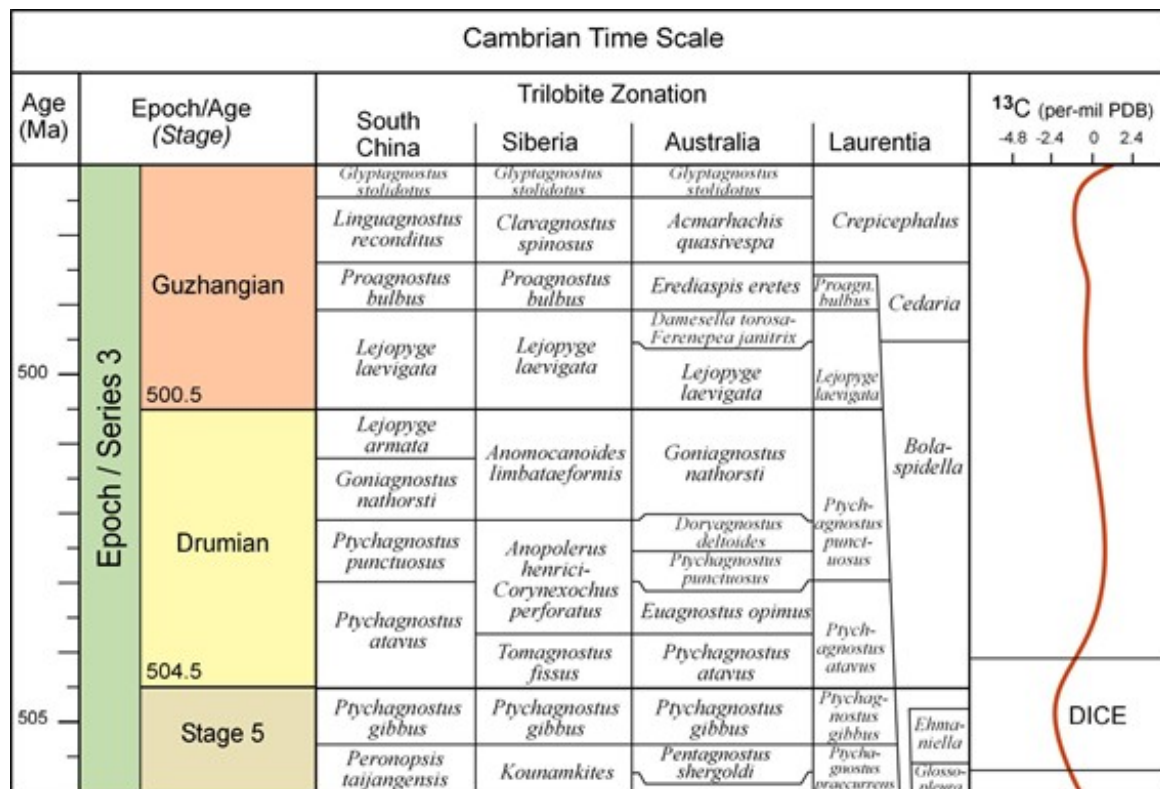 Cambrian Time Scale
Age
(Ma)
Epoch/Age
(Stage)
Trilobite Zonation
South
China
Siberia
Australia
Laurentia
13C (per-mil PDB)
-4.8 -2.4 0 2.4
500
505
Epoch / Series 3
Guzhangian
500.5
Drumian
504.5
Stage 5
Glyptagnostus
stolidotus
Linguagnostus
reconditus
Proagnostus
bulbus
Lejopyge
laevigata
Lejopyge
armata
Goniagnostus
nathorsti
Ptychagnostus
punctuosus
Ptychagnostus
atavus
Ptychagnostus
gibbus
Peronopsis
taijangensis
Glyptagnostus
stolidotus
Clavagnostus
spinosus
Proagnostus
bulbus
Lejopyge
laevigata
Anomocanoides
limbataeformis
Anopolerus
henrici-
Corynexochus
perforatus
Tomagnostus
fissus
Ptychagnostus
gibbus
Kounamkites
Glyptagnostus
stolidotus
Acmarhachis
quasivespa
Erediaspis eretes
Damesella torosa-
Ferenepea janitrix
Lejopyge
laevigata
Goniagnostus
nathorsti
Doryagnostus
deltoides
Ptychagnostus
punctuosus
Euagnostus opimus
Ptychagnostus
atavus
Ptychagnostus
gibbus
Pentagnostus
shergoldi
Crepicephalus
Proagn.
bulbus
Cedaria
Lejopyge
laevigata
Bola-
spidella
Ptych-
agnostus
punct-
uosus
Ptych-
agnostus
atavus
Ptychag-
nostus
gibbus
Ptycha-
gnostus
praecurrens
Ehma-
niella
Glosso-
pleura
DICE